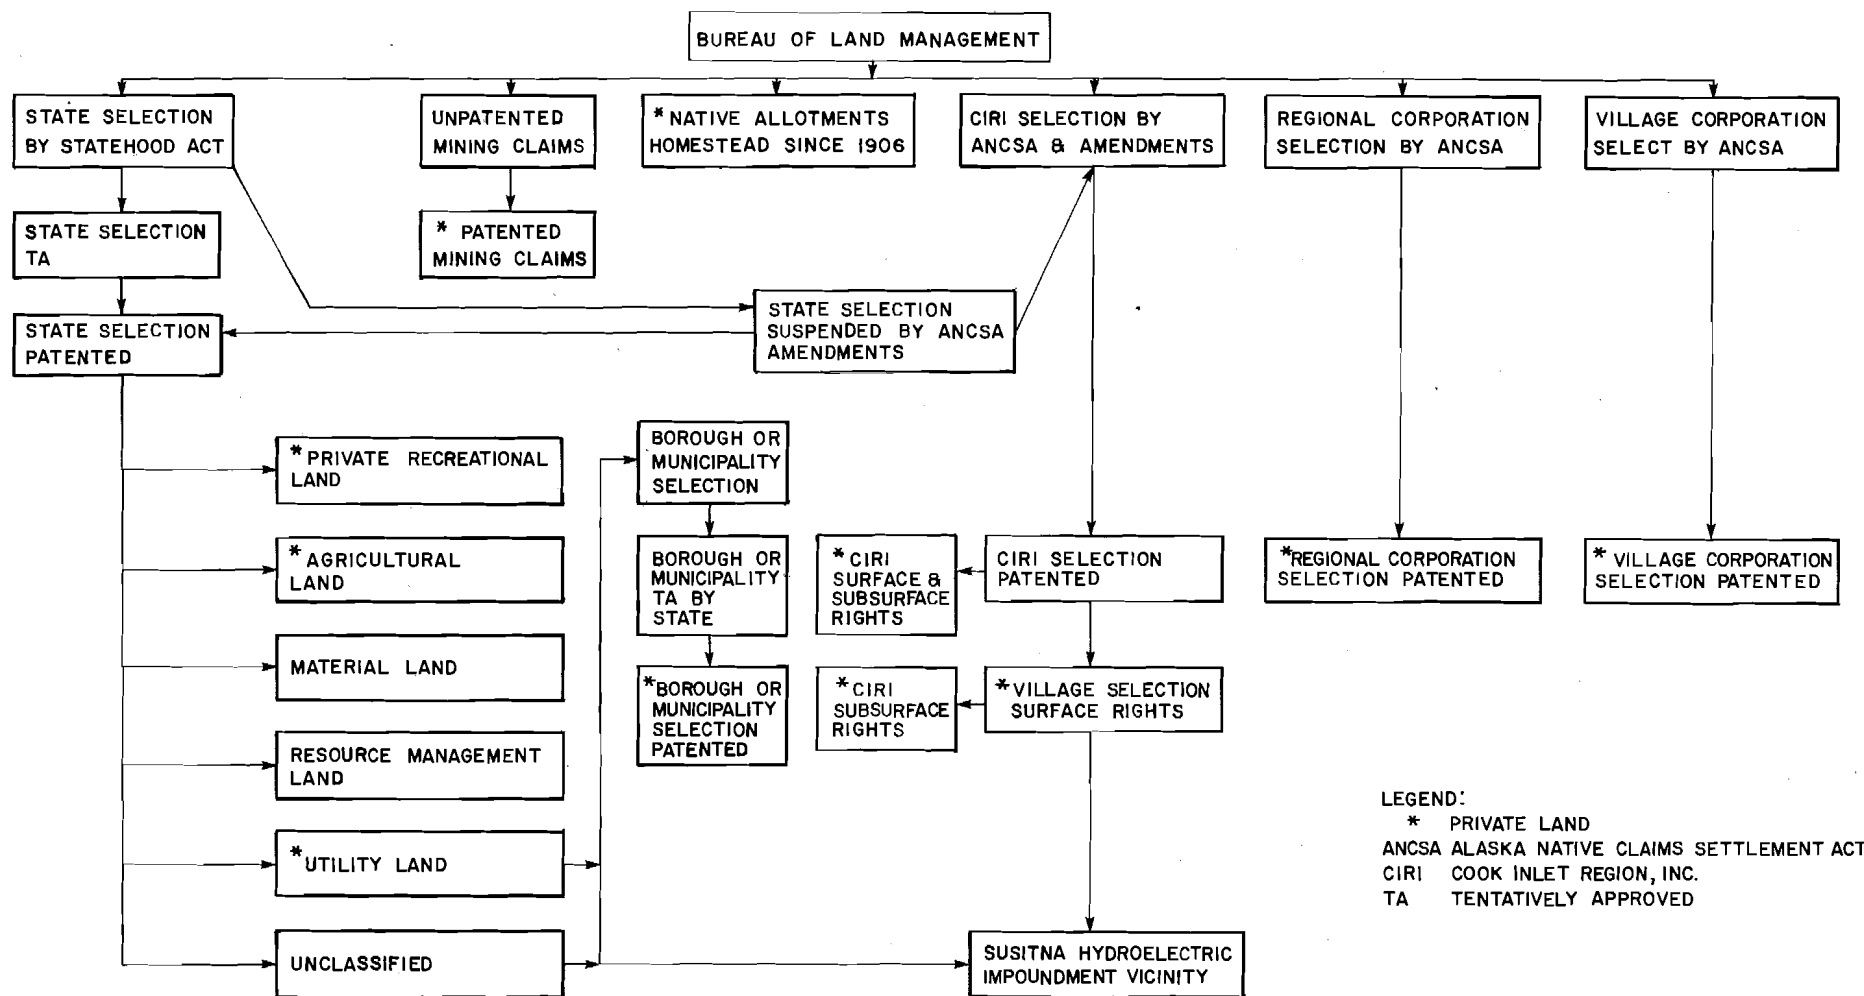 BUREAU OF LAND MANAGEMENT
STATE SELECTION
BY STATEHOOD ACT
UNPATENTED
MINING CLAIMS
* NATIVE ALLOTMENTS
HOMESTEAD SINCE 1906
CIRI SELECTION BY
ANCSA & AMENDMENTS
REGIONAL CORPORATION
SELECTION BY ANCSA
VILLAGE CORPORATION
SELECT BY ANCSA
STATE SELECTION
TA
* PATENTED
MINING CLAIMS
STATE SELECTION
PATENTED
STATE SELECTION
SUSPENDED BY ANCSA
AMENDMENTS
* PRIVATE RECREATIONAL
LAND
* AGRICULTURAL
LAND
MATERIAL LAND
RESOURCE MANAGEMENT
LAND
* UTILITY LAND
UNCLASSIFIED
BOROUGH OR
MUNICIPALITY
SELECTION
BOROUGH OR
MUNICIPALITY
TA BY
STATE
* BOROUGH OR
MUNICIPALITY
SELECTION
PATENTED
* CIRI
SURFACE &
SUBSURFACE
RIGHTS
CIRI SELECTION
PATENTED
* CIRI
SUBSURFACE
RIGHTS
* VILLAGE SELECTION
SURFACE RIGHTS
* REGIONAL CORPORATION
SELECTION PATENTED
* VILLAGE CORPORATION
SELECTION PATENTED
SUSITNA HYDROELECTRIC
IMPOUNDMENT VICINITY
LEGEND:
* PRIVATE LAND
ANCSA ALASKA NATIVE CLAIMS SETTLEMENT ACT
CIRI COOK INLET REGION, INC.
TA TENTATIVELY APPROVED